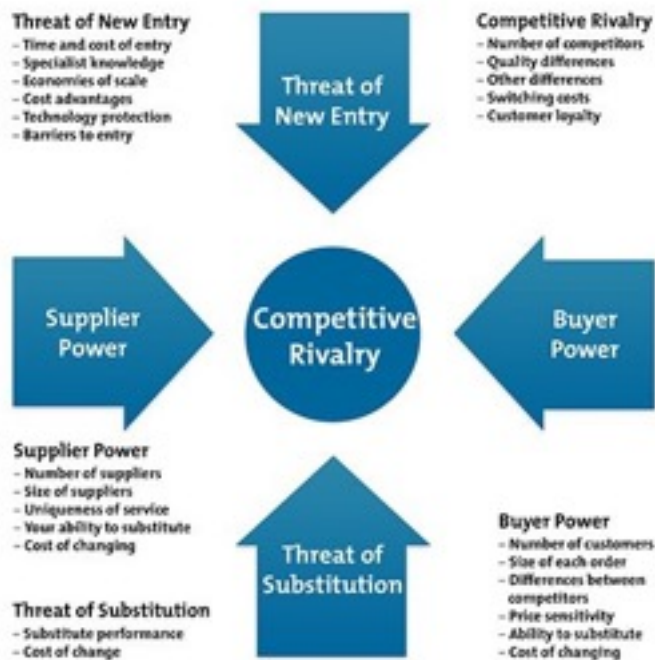 Threat of New Entry
– Time and cost of entry
– Specialist knowledge
– Economies of scale
– Cost advantages
– Technology protection
– Barriers to entry
Threat of
New Entry
Competitive Rivalry
– Number of competitors
– Quality differences
– Other differences
– Switching costs
– Customer loyalty
Supplier
Power
Competitive
Rivalry
Buyer
Power
Supplier Power
– Number of suppliers
– Size of suppliers
– Uniqueness of service
– Your ability to substitute
– Cost of changing
Threat of Substitution
– Substitute performance
– Cost of change
Threat of
Substitution
Buyer Power
– Number of customers
– Size of each order
– Differences between
competitors
– Price sensitivity
– Ability to substitute
– Cost of changing